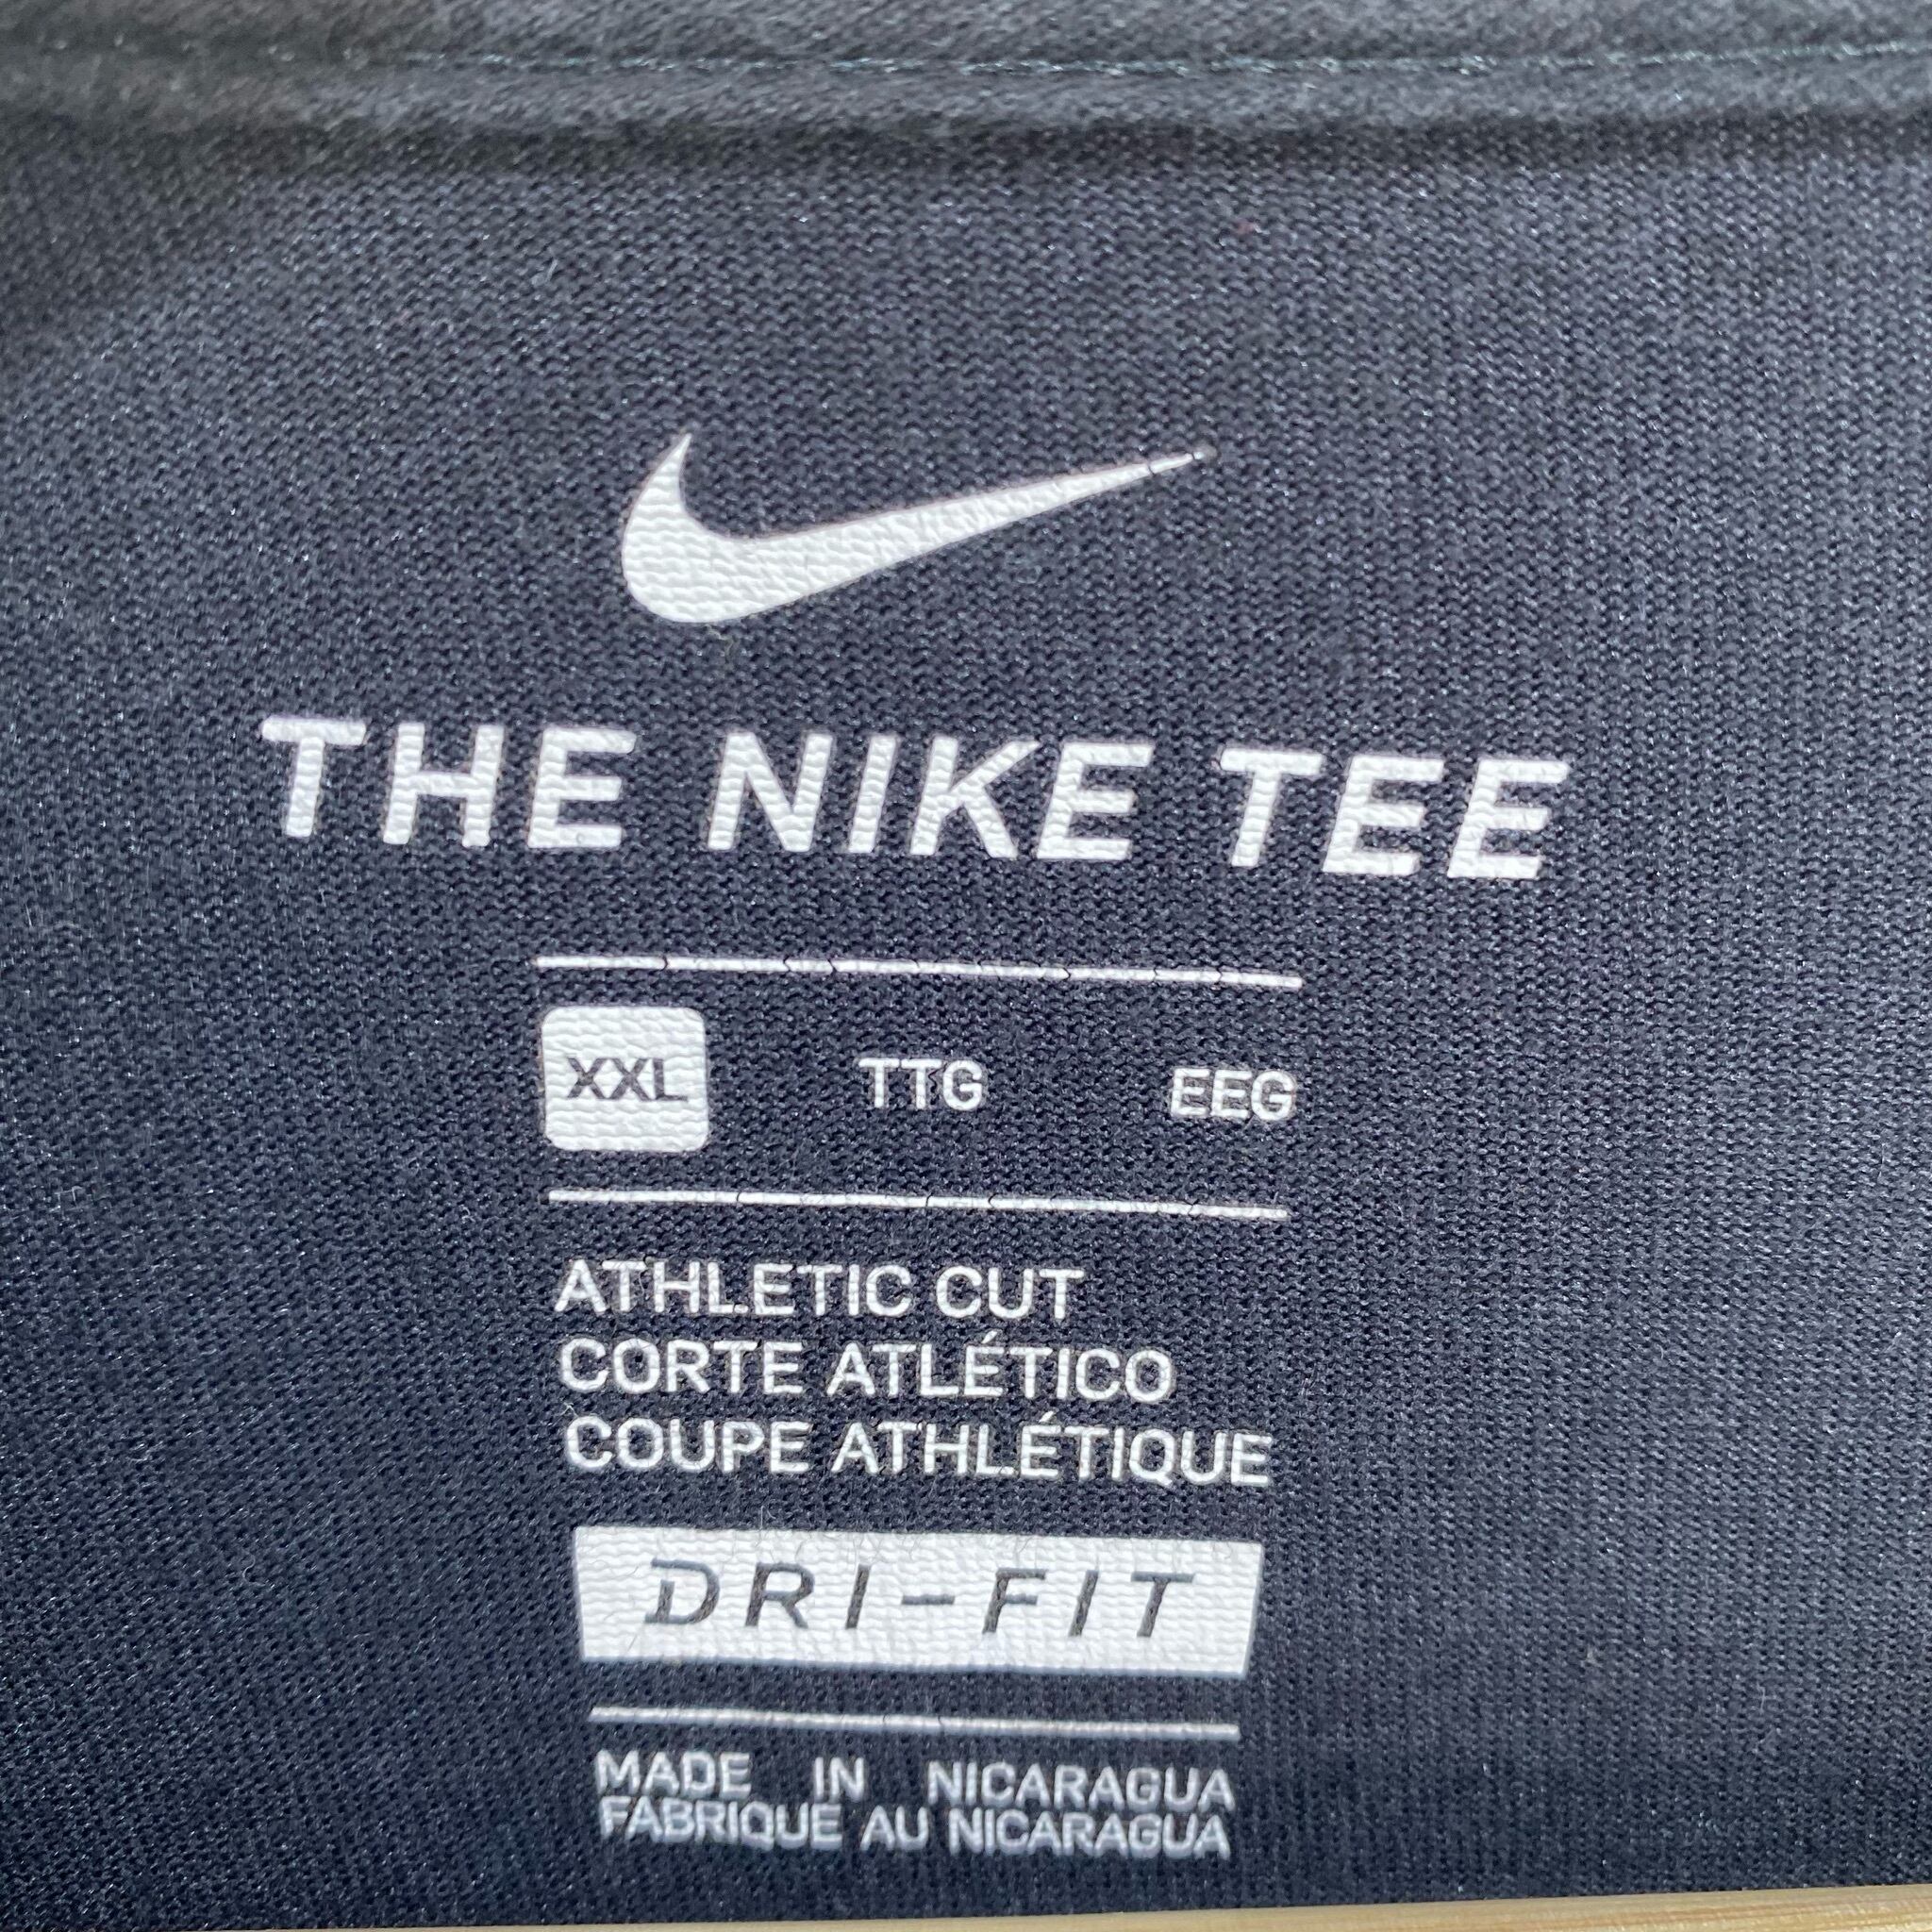 THE NIKE TEE
XXL TTG EEG
ATHLETIC CUT
CORTE ATLÉTICO
COUPE ATHLÉTIQUE
DRI-FIT
MADE IN NICARAGUA
FABRIQUE AU NICARAGUA